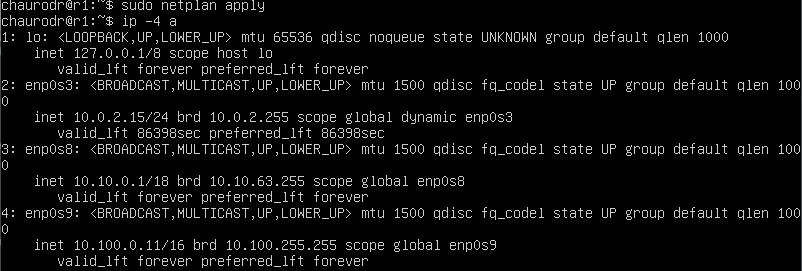 chaurodr@r1:~$ sudo netplan apply
chaurodr@r1:~$ ip -4 a
1: lo: <LOOPBACK,UP,LOWER_UP> mtu 65536 qdisc noqueue state UNKNOWN group default qlen 1000
    inet 127.0.0.1/8 scope host lo
       valid_lft forever preferred_lft forever
2: enp0s3: <BROADCAST,MULTICAST,UP,LOWER_UP> mtu 1500 qdisc fq_codel state UP group default qlen 100
0
    inet 10.0.2.15/24 brd 10.0.2.255 scope global dynamic enp0s3
       valid_lft 86398sec preferred_lft 86398sec
3: enp0s8: <BROADCAST,MULTICAST,UP,LOWER_UP> mtu 1500 qdisc fq_codel state UP group default qlen 100
0
    inet 10.10.0.1/18 brd 10.10.63.255 scope global enp0s8
       valid_lft forever preferred_lft forever
4: enp0s9: <BROADCAST,MULTICAST,UP,LOWER_UP> mtu 1500 qdisc fq_codel state UP group default qlen 100
0
    inet 10.100.0.11/16 brd 10.100.255.255 scope global enp0s9
       valid_lft forever preferred_lft forever